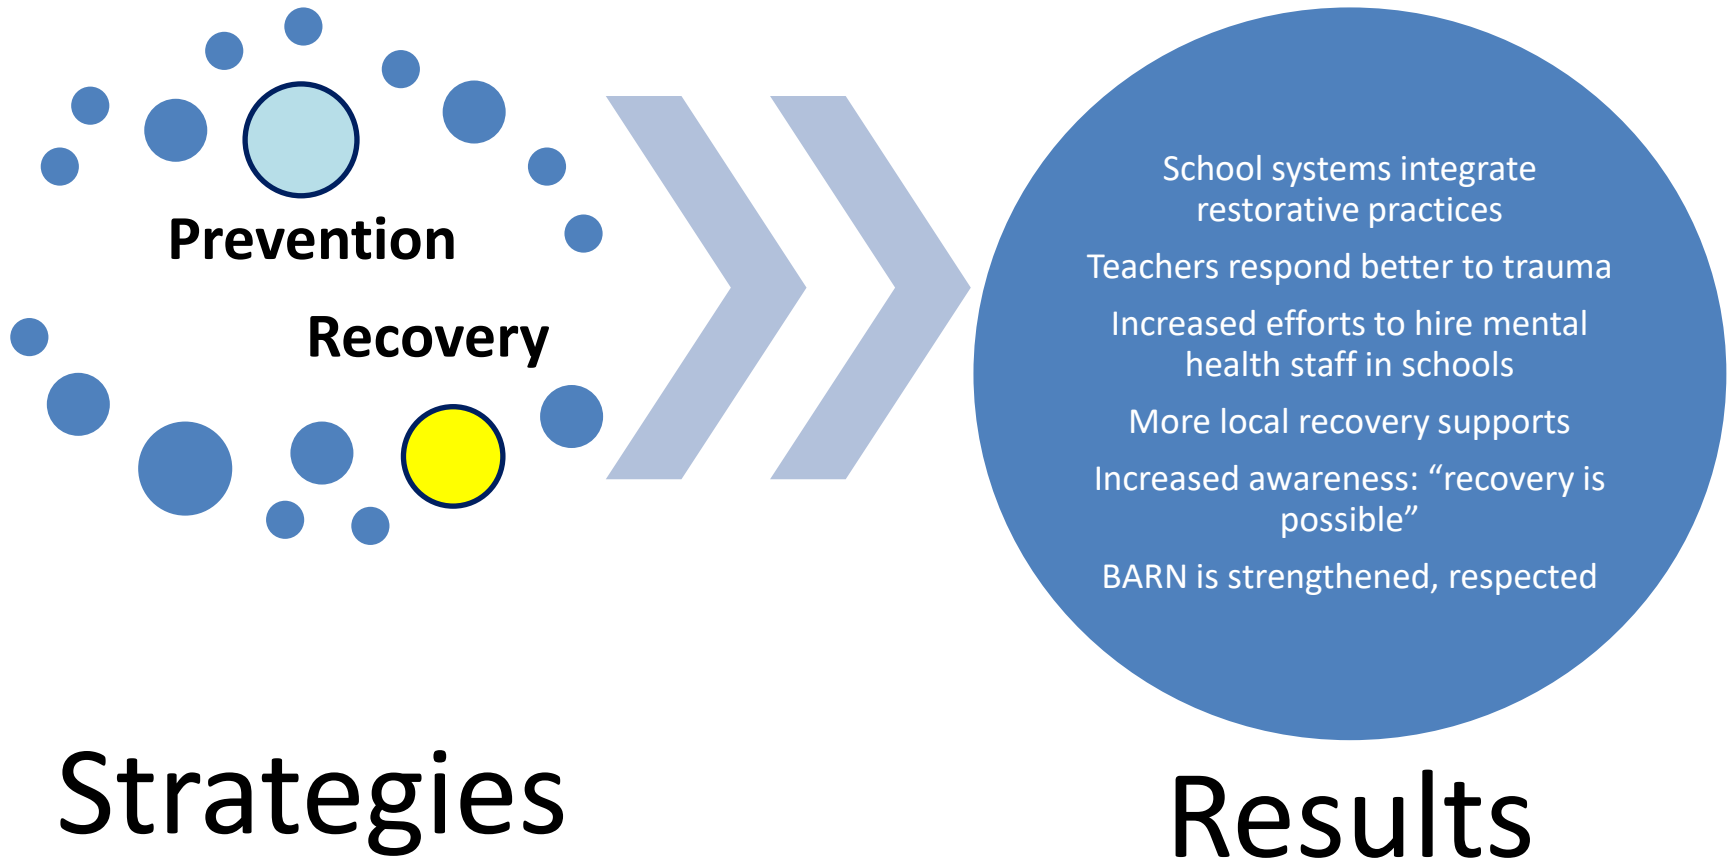 Prevention
Recovery
Strategies
School systems integrate
restorative practices
Teachers respond better to trauma
Increased efforts to hire mental
health staff in schools
More local recovery supports
Increased awareness: “recovery is
possible”
BARN is strengthened, respected
Results